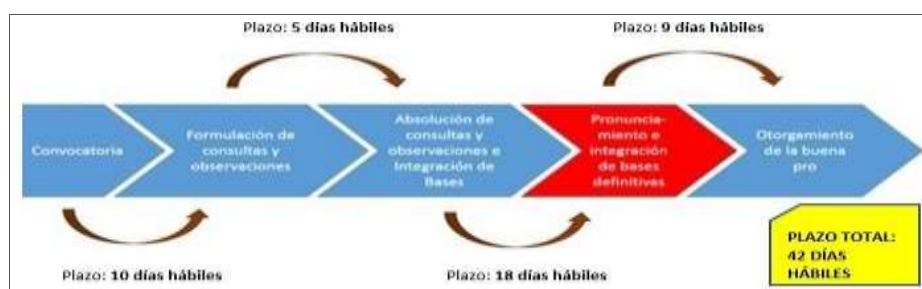 Plazo: 5 días hábiles
Plazo: 9 días hábiles
Convocatoria
Formulación de
consultas y
observaciones
Absolución de
consultas y
observaciones e
Integración de
Bases
Pronuncia-
miento e
integración
de bases
definitivas
Otorgamiento
de la buena
pro
Plazo: 10 días hábiles
Plazo: 18 días hábiles
PLAZO TOTAL:
42 DÍAS
HÁBILES